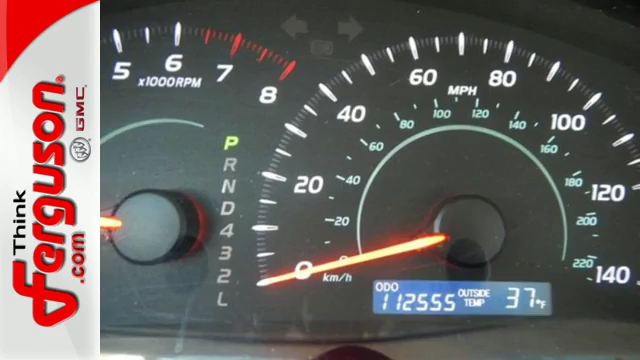 Think
Ferguson
.com
GMC
5 6 7 8
x1000RPM
P
R
N
D
4
3
2
L
0 20 40 60 80 100 120 140
MPH
0 20 40 60 80 100 120 140 160 180 200 220
km/h
ODO
112555
OUTSIDE
TEMP
37°F